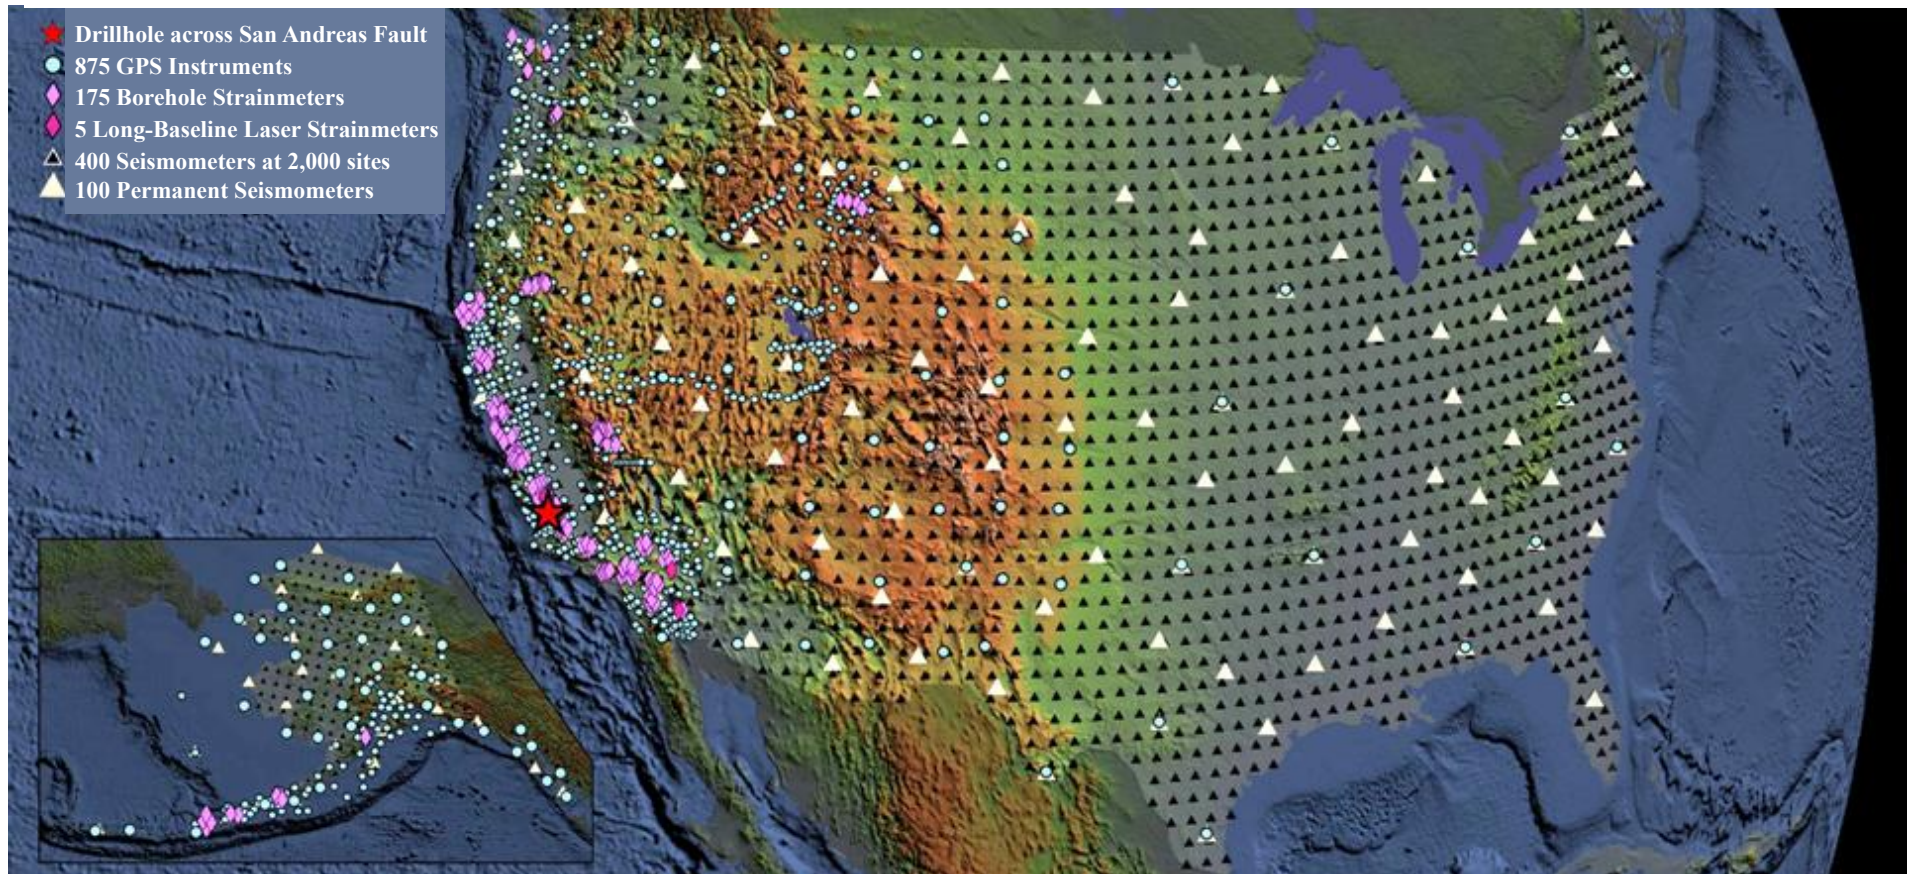 Drillhole across San Andreas Fault
875 GPS Instruments
175 Borehole Strainmeters
5 Long-Baseline Laser Strainmeters
400 Seismometers at 2,000 sites
100 Permanent Seismometers